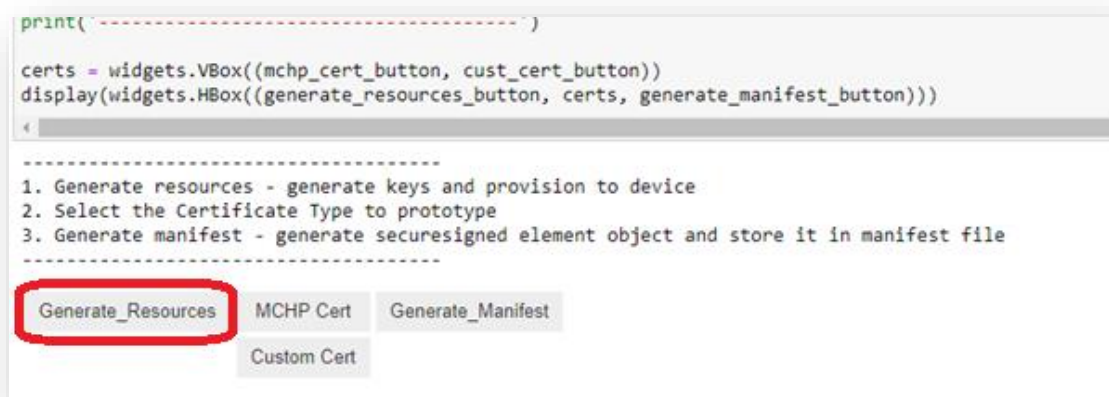 print('--------------------------------------')
certs = widgets.VBox((mchp_cert_button, cust_cert_button))
display(widgets.HBox((generate_resources_button, certs, generate_manifest_button)))
--------------------------------------
1. Generate resources - generate keys and provision to device
2. Select the Certificate Type to prototype
3. Generate manifest - generate securesigned element object and store it in manifest file
--------------------------------------
Generate_Resources MCHP Cert Generate_Manifest
Custom Cert